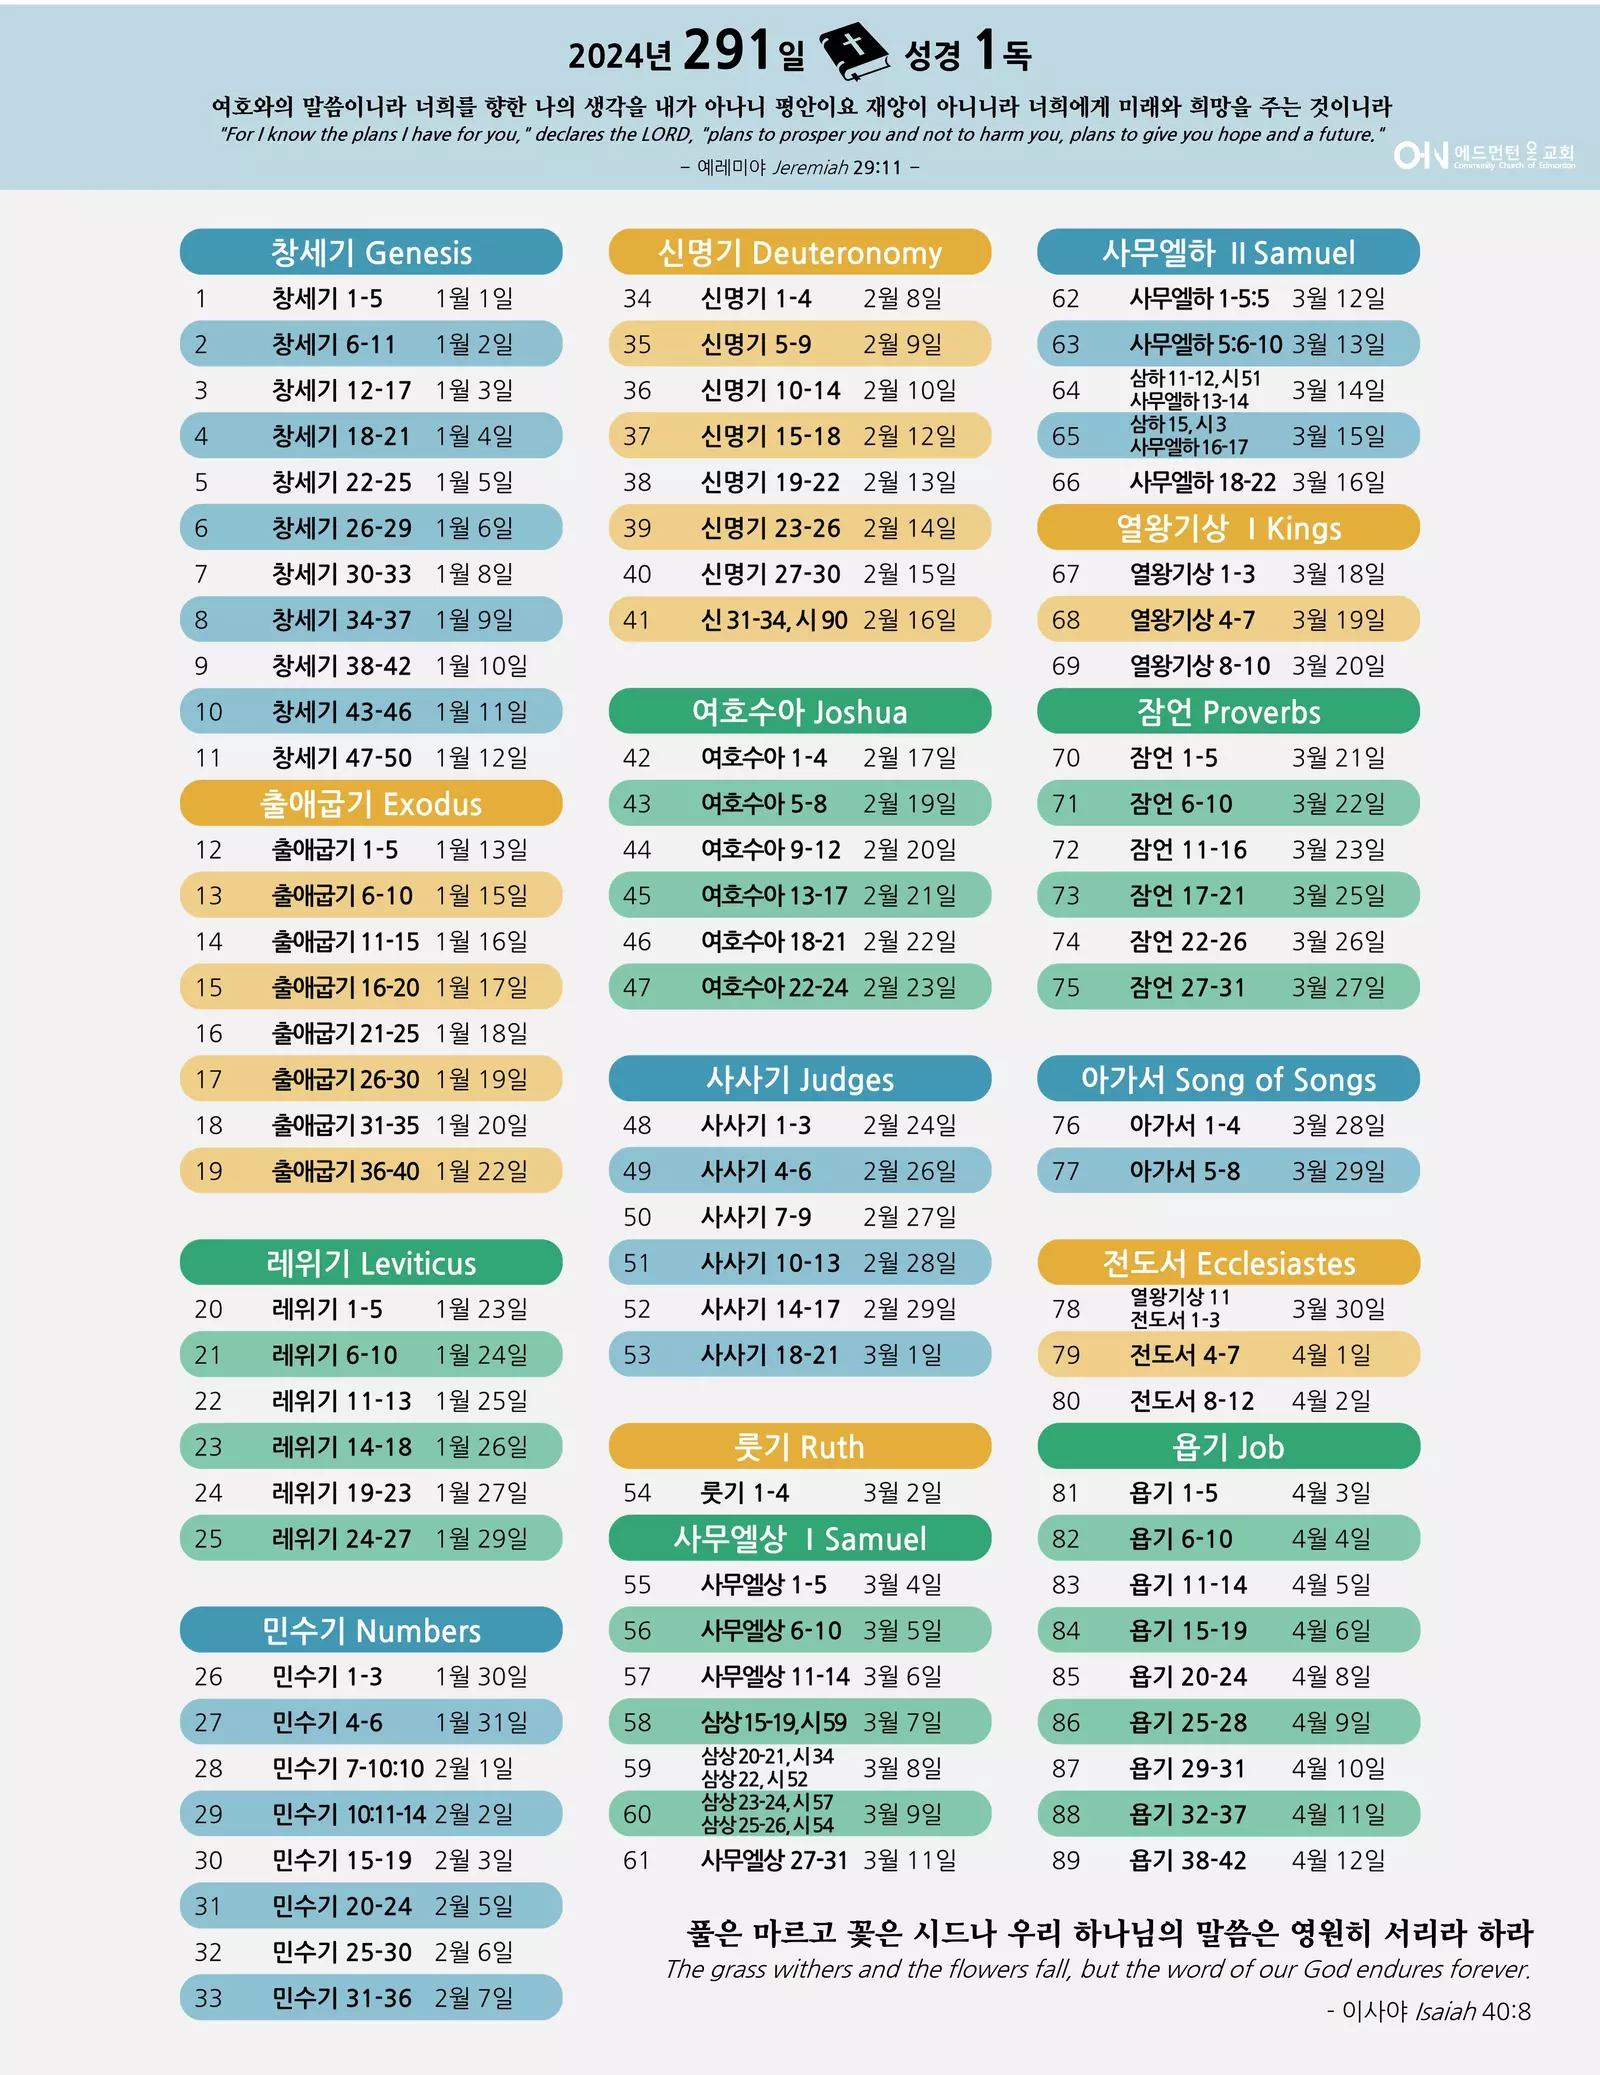 2024년 291일 성경 1독
여호와의 말씀이니라 너희를 향한 나의 생각을 내가 아나니 평안이요 재앙이 아니니라 너희에게 미래와 희망을 주는 것이니라
"For I know the plans I have for you," declares the LORD, "plans to prosper you and not to harm you, plans to give you hope and a future."
– 예레미야 Jeremiah 29:11 –
OHN 에드먼턴 온 교회
Community Church of Edmonton
창세기 Genesis
1 창세기 1-5 1월 1일
2 창세기 6-11 1월 2일
3 창세기 12-17 1월 3일
4 창세기 18-21 1월 4일
5 창세기 22-25 1월 5일
6 창세기 26-29 1월 6일
7 창세기 30-33 1월 8일
8 창세기 34-37 1월 9일
9 창세기 38-42 1월 10일
10 창세기 43-46 1월 11일
11 창세기 47-50 1월 12일
출애굽기 Exodus
12 출애굽기 1-5 1월 13일
13 출애굽기 6-10 1월 15일
14 출애굽기 11-15 1월 16일
15 출애굽기 16-20 1월 17일
16 출애굽기 21-25 1월 18일
17 출애굽기 26-30 1월 19일
18 출애굽기 31-35 1월 20일
19 출애굽기 36-40 1월 22일
레위기 Leviticus
20 레위기 1-5 1월 23일
21 레위기 6-10 1월 24일
22 레위기 11-13 1월 25일
23 레위기 14-18 1월 26일
24 레위기 19-23 1월 27일
25 레위기 24-27 1월 29일
민수기 Numbers
26 민수기 1-3 1월 30일
27 민수기 4-6 1월 31일
28 민수기 7-10:10 2월 1일
29 민수기 10:11-14 2월 2일
30 민수기 15-19 2월 3일
31 민수기 20-24 2월 5일
32 민수기 25-30 2월 6일
33 민수기 31-36 2월 7일
신명기 Deuteronomy
34 신명기 1-4 2월 8일
35 신명기 5-9 2월 9일
36 신명기 10-14 2월 10일
37 신명기 15-18 2월 12일
38 신명기 19-22 2월 13일
39 신명기 23-26 2월 14일
40 신명기 27-30 2월 15일
41 신 31-34, 시 90 2월 16일
여호수아 Joshua
42 여호수아 1-4 2월 17일
43 여호수아 5-8 2월 19일
44 여호수아 9-12 2월 20일
45 여호수아 13-17 2월 21일
46 여호수아 18-21 2월 22일
47 여호수아 22-24 2월 23일
사사기 Judges
48 사사기 1-3 2월 24일
49 사사기 4-6 2월 26일
50 사사기 7-9 2월 27일
51 사사기 10-13 2월 28일
52 사사기 14-17 2월 29일
53 사사기 18-21 3월 1일
룻기 Ruth
54 룻기 1-4 3월 2일
사무엘상 I Samuel
55 사무엘상 1-5 3월 4일
56 사무엘상 6-10 3월 5일
57 사무엘상 11-14 3월 6일
58 삼상 15-19, 시 59 3월 7일
59 삼상 20-21, 시 34 3월 8일
삼상 22, 시 52
60 삼상 23-24, 시 57 3월 9일
삼상 25-26, 시 54
61 사무엘상 27-31 3월 11일
사무엘하 II Samuel
62 사무엘하 1-5:5 3월 12일
63 사무엘하 5:6-10 3월 13일
64 삼하 11-12, 시 51 3월 14일
사무엘하 13-14
65 삼하 15, 시 3 3월 15일
사무엘하 16-17
66 사무엘하 18-22 3월 16일
열왕기상 I Kings
67 열왕기상 1-3 3월 18일
68 열왕기상 4-7 3월 19일
69 열왕기상 8-10 3월 20일
잠언 Proverbs
70 잠언 1-5 3월 21일
71 잠언 6-10 3월 22일
72 잠언 11-16 3월 23일
73 잠언 17-21 3월 25일
74 잠언 22-26 3월 26일
75 잠언 27-31 3월 27일
아가서 Song of Songs
76 아가서 1-4 3월 28일
77 아가서 5-8 3월 29일
전도서 Ecclesiastes
78 열왕기상 11 3월 30일
전도서 1-3
79 전도서 4-7 4월 1일
80 전도서 8-12 4월 2일
욥기 Job
81 욥기 1-5 4월 3일
82 욥기 6-10 4월 4일
83 욥기 11-14 4월 5일
84 욥기 15-19 4월 6일
85 욥기 20-24 4월 8일
86 욥기 25-28 4월 9일
87 욥기 29-31 4월 10일
88 욥기 32-37 4월 11일
89 욥기 38-42 4월 12일
풀은 마르고 꽃은 시드나 우리 하나님의 말씀은 영원히 서리라 하라
The grass withers and the flowers fall, but the word of our God endures forever.
- 이사야 Isaiah 40:8